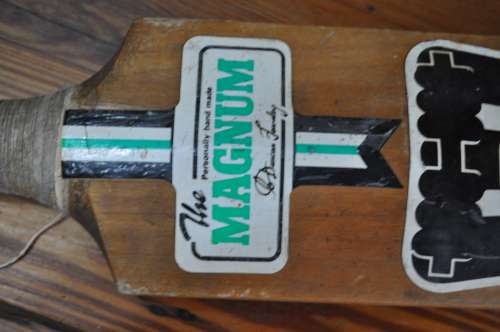 The
Personally hand made
MAGNUM
Duncan Fearnley